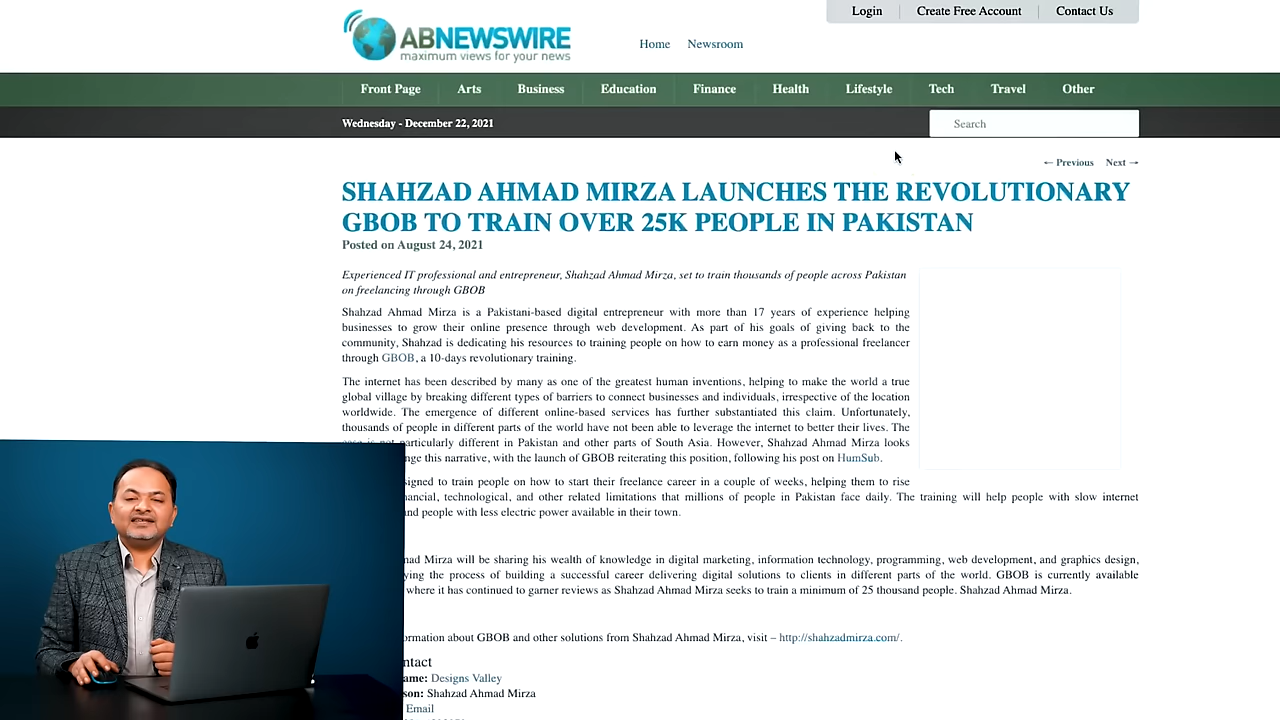 Login
Create Free Account
Contact Us
ABNEWSWIRE
maximum views for your news
Home
Newsroom
Front Page
Arts
Business
Education
Finance
Health
Lifestyle
Tech
Travel
Other
Wednesday - December 22, 2021
Search
← Previous
Next →
SHAHZAD AHMAD MIRZA LAUNCHES THE REVOLUTIONARY
GBOB TO TRAIN OVER 25K PEOPLE IN PAKISTAN
Posted on August 24, 2021
Experienced IT professional and entrepreneur, Shahzad Ahmad Mirza, set to train thousands of people across Pakistan
on freelancing through GBOB
Shahzad Ahmad Mirza is a Pakistani-based digital entrepreneur with more than 17 years of experience helping
businesses to grow their online presence through web development. As part of his goals of giving back to the
community, Shahzad is dedicating his resources to training people on how to earn money as a professional freelancer
through GBOB, a 10-days revolutionary training.
The internet has been described by many as one of the greatest human inventions, helping to make the world a true
global village by breaking different types of barriers to connect businesses and individuals, irrespective of the location
worldwide. The emergence of different online-based services has further substantiated this claim. Unfortunately,
thousands of people in different parts of the world have not been able to leverage the internet to better their lives. The
case is not particularly different in Pakistan and other parts of South Asia. However, Shahzad Ahmad Mirza looks
nge this narrative, with the launch of GBOB reiterating this position, following his post on HumSub.
signed to train people on how to start their freelance career in a couple of weeks, helping them to rise
nancial, technological, and other related limitations that millions of people in Pakistan face daily. The training will help people with slow internet
and people with less electric power available in their town.
mad Mirza will be sharing his wealth of knowledge in digital marketing, information technology, programming, web development, and graphics design,
ying the process of building a successful career delivering digital solutions to clients in different parts of the world. GBOB is currently available
where it has continued to garner reviews as Shahzad Ahmad Mirza seeks to train a minimum of 25 thousand people. Shahzad Ahmad Mirza.
ormation about GBOB and other solutions from Shahzad Ahmad Mirza, visit – http://shahzadmirza.com/.
ntact
ame: Designs Valley
son: Shahzad Ahmad Mirza
Email